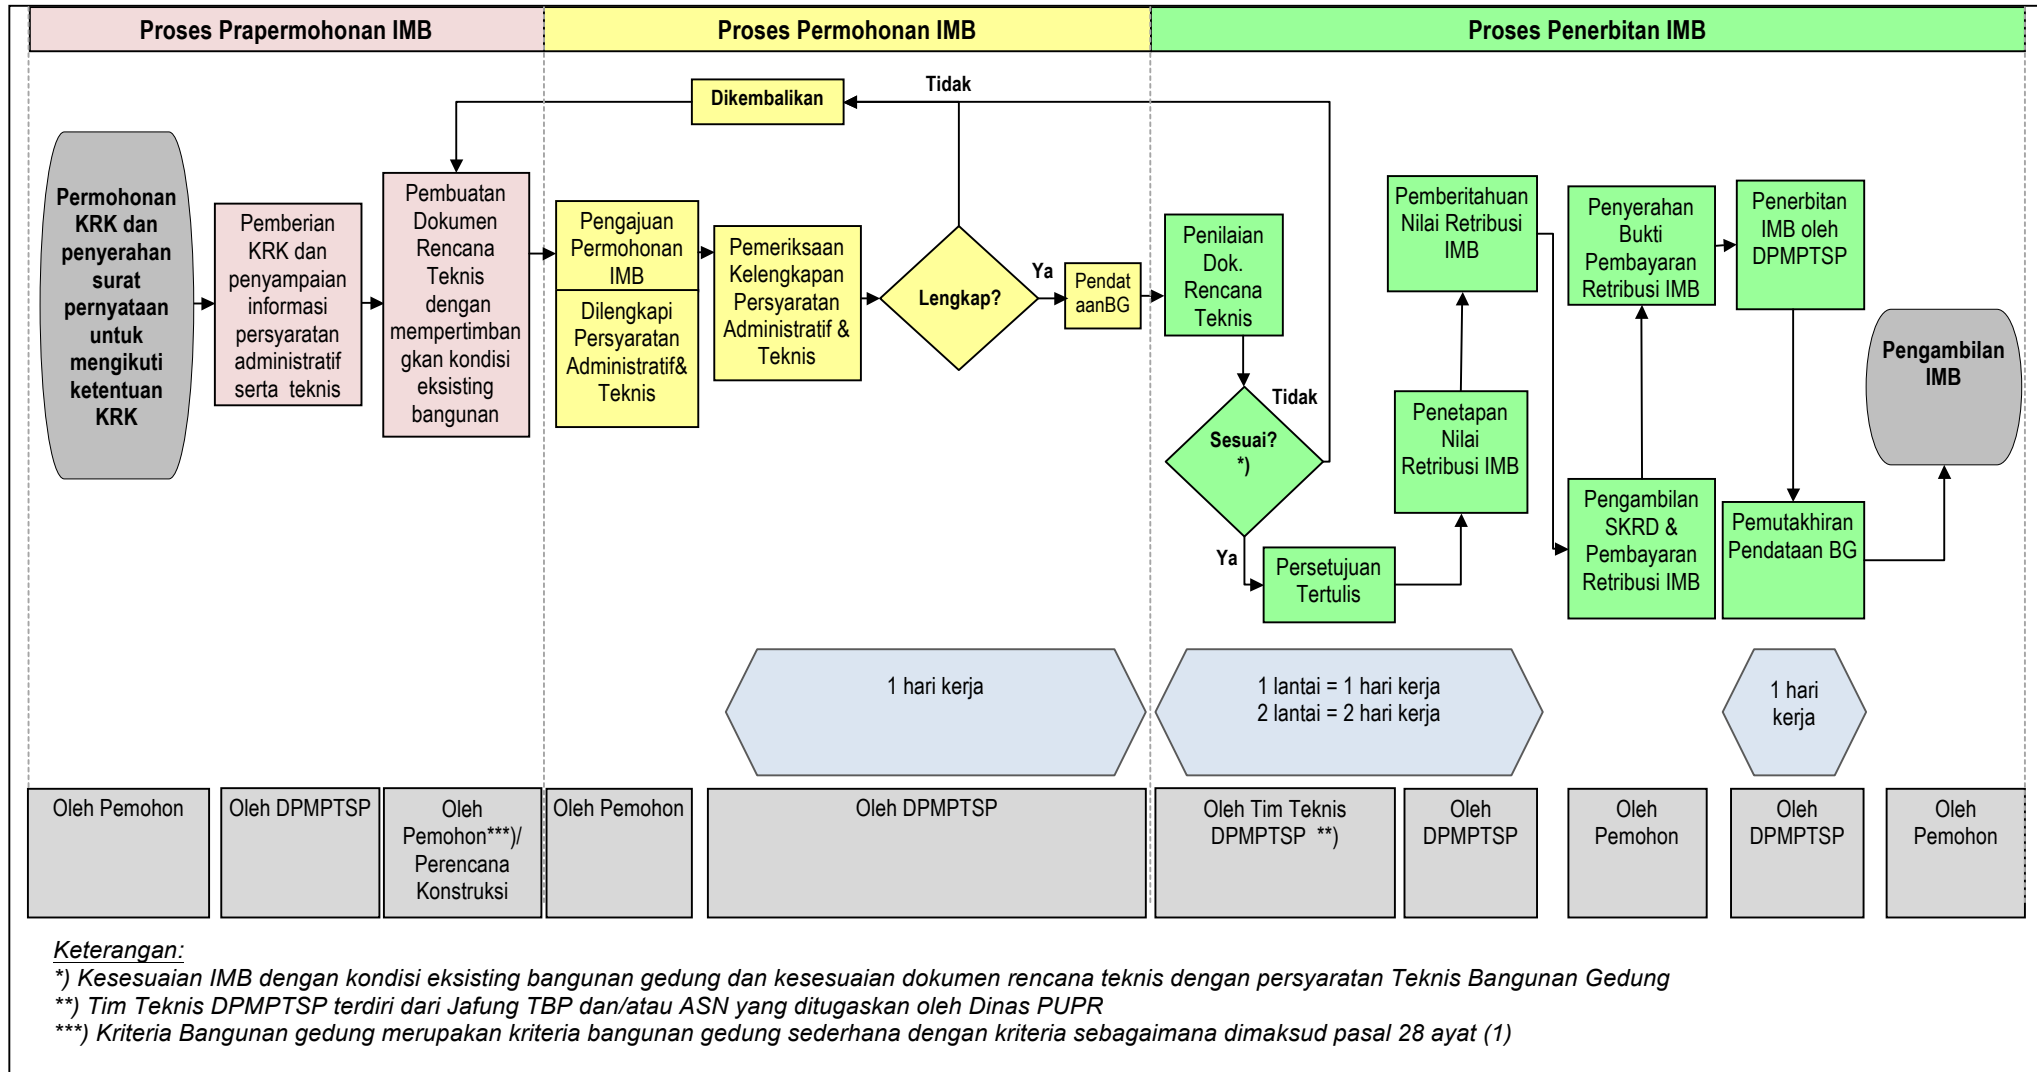 Proses Prapermohonan IMB
Proses Permohonan IMB
Proses Penerbitan IMB
Dikembalikan
Tidak
Permohonan
KRK dan
penyerahan
surat
pernyataan
untuk
mengikuti
ketentuan
KRK
Pemberian
KRK dan
penyampaian
informasi
persyaratan
administratif
serta teknis
Pembuatan
Dokumen
Rencana
Teknis
dengan
mempertimban
gkan kondisi
eksisting
bangunan
Pengajuan
Permohonan
IMB
Dilengkapi
Persyaratan
Administratif&
Teknis
Pemeriksaan
Kelengkapan
Persyaratan
Administratif &
Teknis
Lengkap?
Ya
Pendat
aanBG
Penilaian
Dok.
Rencana
Teknis
Tidak
Sesuai?
*)
Ya
Persetujuan
Tertulis
Penetapan
Nilai
Retribusi IMB
Pemberitahuan
Nilai Retribusi
IMB
Pengambilan
SKRD &
Pembayaran
Retribusi IMB
Penyerahan
Bukti
Pembayaran
Retribusi IMB
Penerbitan
IMB oleh
DPMPTSP
Pemutakhiran
Pendataan BG
Pengambilan
IMB
1 hari kerja
1 lantai = 1 hari kerja
2 lantai = 2 hari kerja
1 hari
kerja
Oleh Pemohon
Oleh DPMPTSP
Oleh
Pemohon***)/
Perencana
Konstruksi
Oleh Pemohon
Oleh DPMPTSP
Oleh Tim Teknis
DPMPTSP **)
Oleh
DPMPTSP
Oleh
Pemohon
Oleh
DPMPTSP
Oleh
Pemohon
Keterangan:
*) Kesesuaian IMB dengan kondisi eksisting bangunan gedung dan kesesuaian dokumen rencana teknis dengan persyaratan Teknis Bangunan Gedung
**) Tim Teknis DPMPTSP terdiri dari Jafung TBP dan/atau ASN yang ditugaskan oleh Dinas PUPR
***) Kriteria Bangunan gedung merupakan kriteria bangunan gedung sederhana dengan kriteria sebagaimana dimaksud pasal 28 ayat (1)